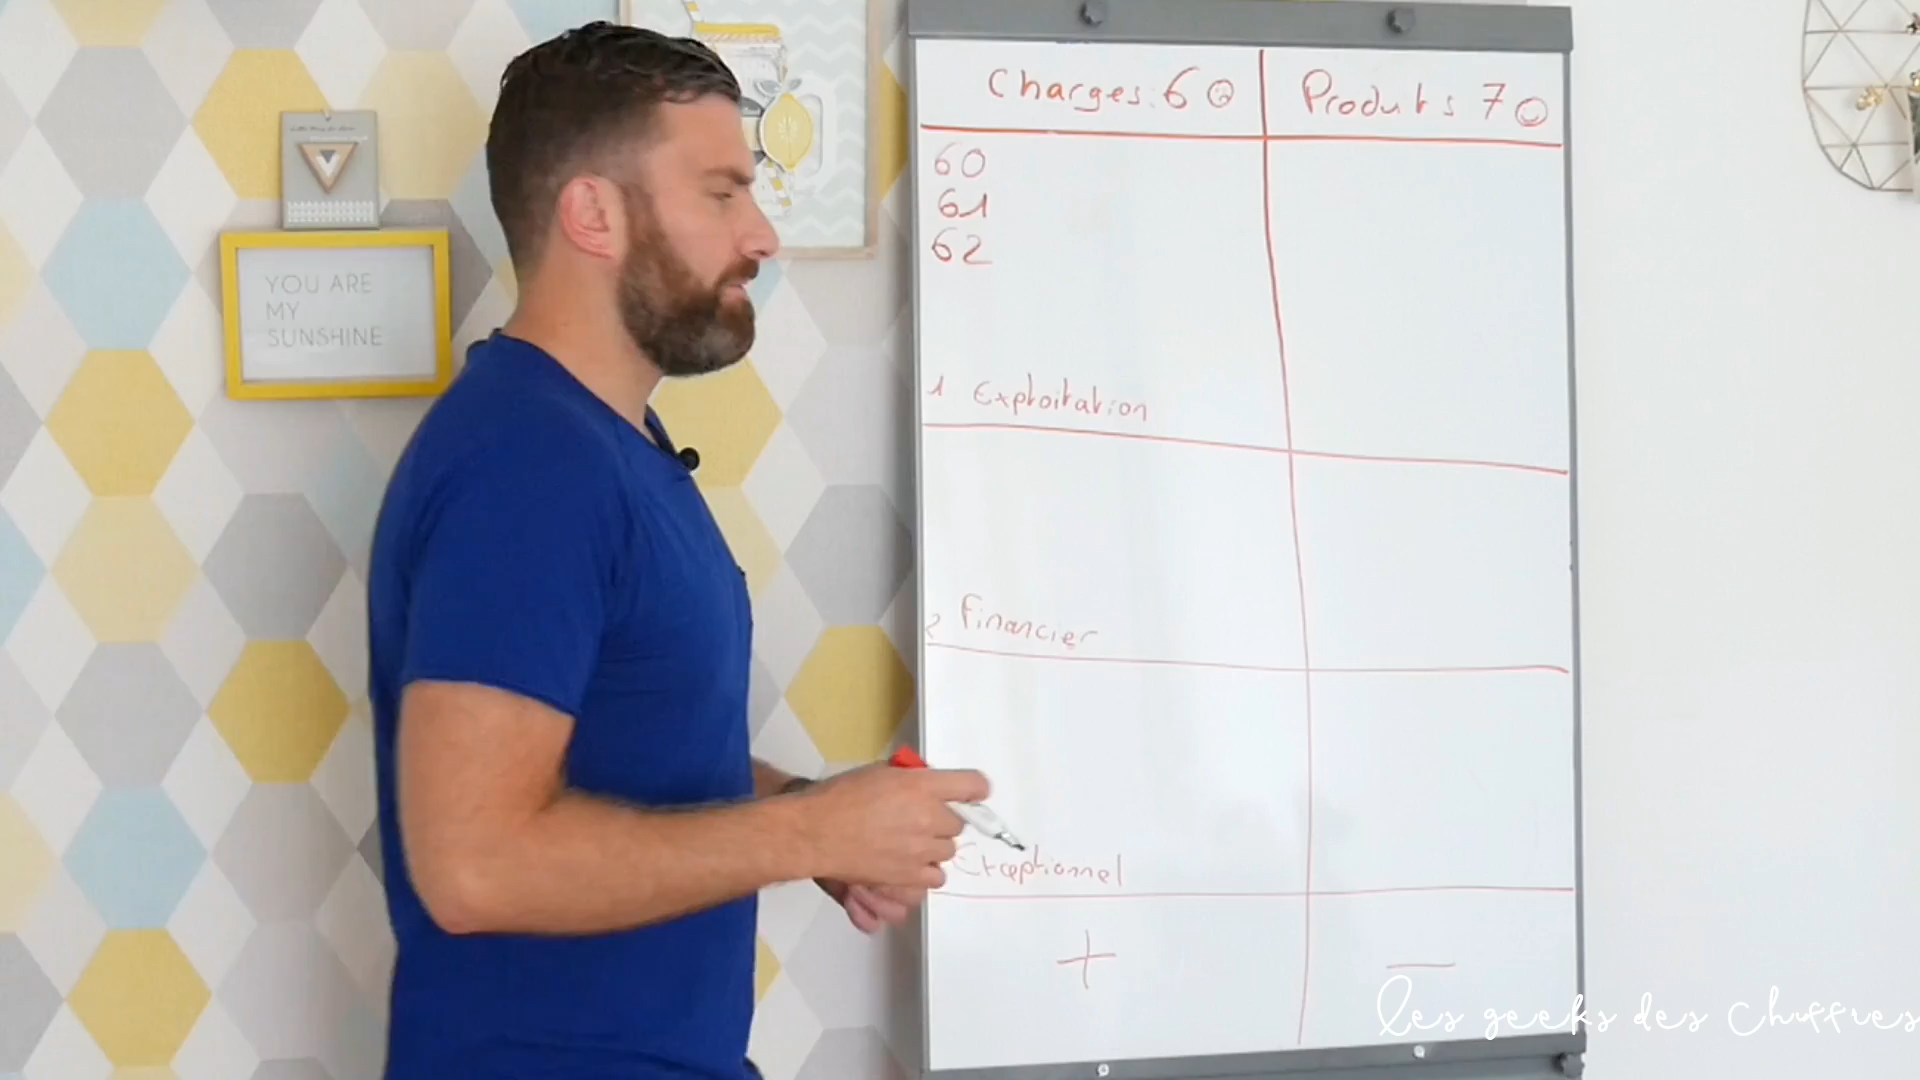 YOU ARE
MY
SUNSHINE
Charges 6
Produits 7
60
61
62
1 Exploitation
2 Financier
Exceptionnel
+
—
Les geeks des chiffres